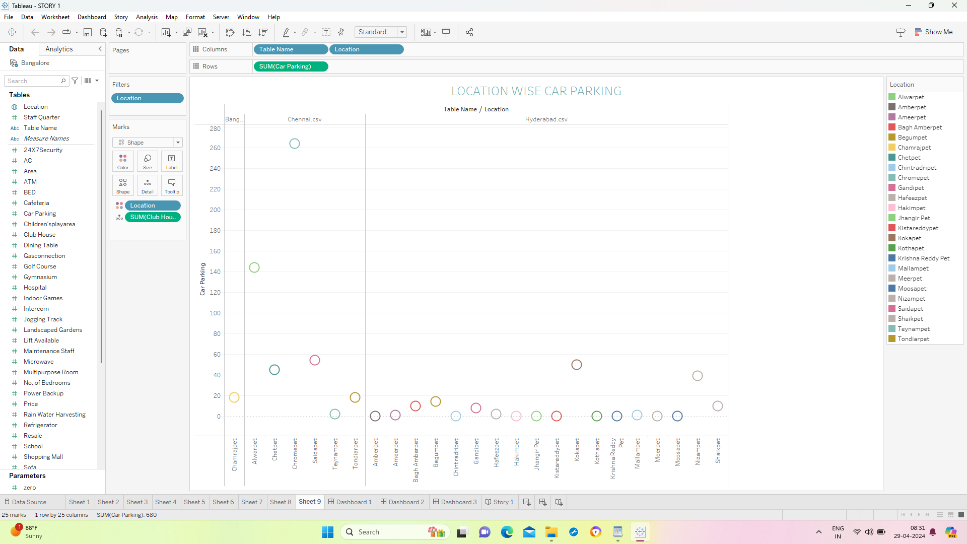 Tableau - yes
File Data Worksheet Dashboard Story Analysis Map Format Server Window Help
Standard
Show Me
Data Analytics
Bangalore
Search
Tables
Location
Staff Quarter
Abc Table Name
Abc Measure Names
24X7Security
AC
Area
ATM
BED
Cafeteria
Car Parking
Children'splayarea
Club House
Dining Table
Gasconnection
Golf Course
Gymnasium
Hospital
Indoor Games
Intercom
Jogging Track
Landscaped Gardens
Lift Available
Maintenance Staff
Microwave
Multipurpose Room
No. of Bedrooms
Power Backup
Price
Rain Water Harvesting
Refrigerator
Resale
School
Shopping Mall
Sofa
Parameters
zero
Pages
Filters
Location
Marks
Shape
Color Size Label
Shape Detail Tooltip
Location
SUM(Club Hou..
Columns Table Name Location
Rows SUM(Car Parking)
LOCATION WISE CAR PARKING
Table Name / Location
Bang.. Chennai.csv Hyderabad.csv
Car Parking
280
260
240
220
200
180
160
140
120
100
80
60
40
20
0
Chamrajpet
Alwarpet
Chetpet
Chromepet
Saidapet
Teynampet
Tondiarpet
Amberpet
Ameerpet
Bagh Amberpet
Begumpet
Chintradripet
Gandipet
Hafeezpet
Hakimpet
Jhangir Pet
Kistareddypet
Kokapet
Kothapet
Krishna Reddy Pet
Mallampet
Meerpet
Moosapet
Nizampet
Shaikpet
Location
Alwarpet
Amberpet
Ameerpet
Bagh Amberpet
Begumpet
Chamrajpet
Chetpet
Chintradripet
Chromepet
Gandipet
Hafeezpet
Hakimpet
Jhangir Pet
Kistareddypet
Kokapet
Kothapet
Krishna Reddy Pet
Mallampet
Meerpet
Moosapet
Nizampet
Saidapet
Shaikpet
Teynampet
Tondiarpet
Data Source Sheet 1 Sheet 2 Sheet 3 Sheet 4 Sheet 5 Sheet 6 Sheet 7 Sheet 8 Sheet 9 Dashboard 1 Dashboard 2 Dashboard 3 Story 1
25 marks 1 row by 25 columns SUM(Car Parking): 680
88°F
Sunny
Search
ENG
IN
08:31
29-04-2024